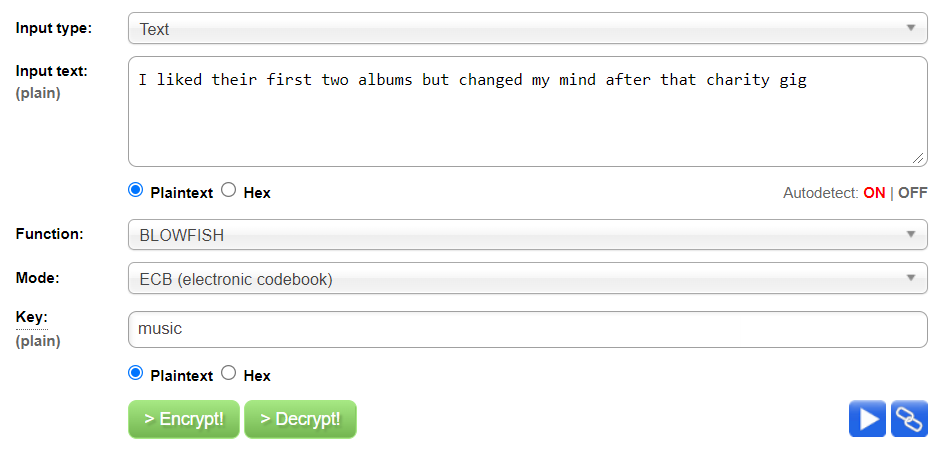 Input type: Text
Input text: I liked their first two albums but changed my mind after that charity gig
(plain)
Plaintext Hex Autodetect: ON | OFF
Function: BLOWFISH
Mode: ECB (electronic codebook)
Key: music
(plain)
Plaintext Hex
> Encrypt! > Decrypt!